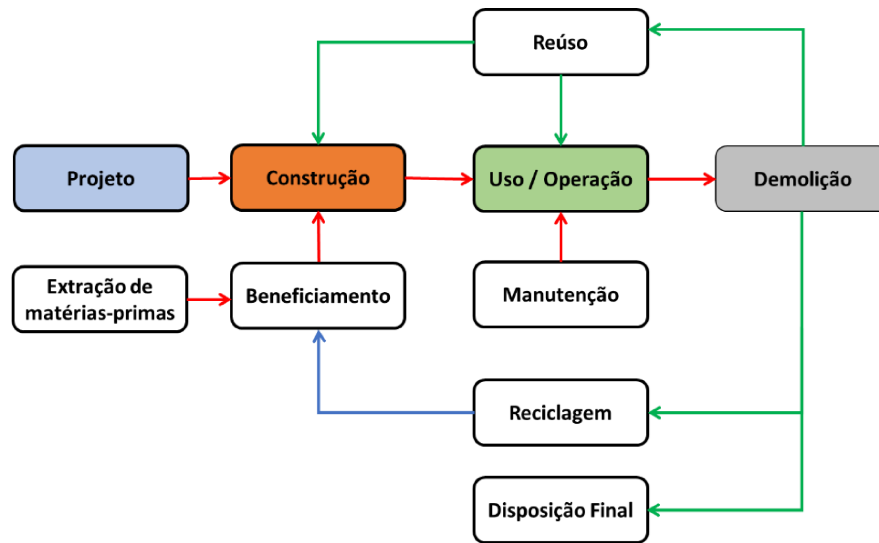 Reúso
Projeto
Construção
Uso / Operação
Demolição
Extração de
matérias-primas
Beneficiamento
Manutenção
Reciclagem
Disposição Final